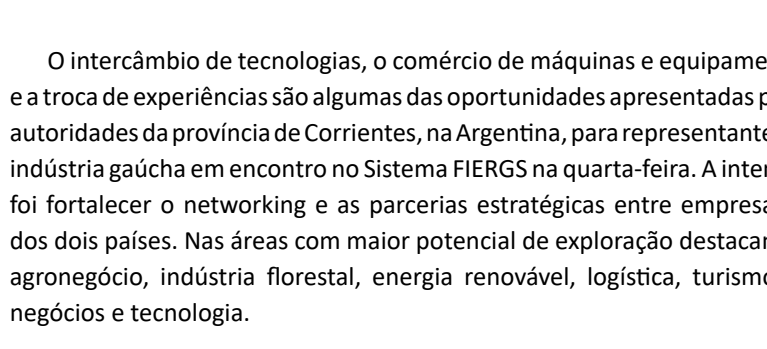 O intercâmbio de tecnologias, o comércio de máquinas e equipame
e a troca de experiências são algumas das oportunidades apresentadas p
autoridades da província de Corrientes, na Argentina, para representante
indústria gaúcha em encontro no Sistema FIERGS na quarta-feira. A inter
foi fortalecer o networking e as parcerias estratégicas entre empresa
dos dois países. Nas áreas com maior potencial de exploração destacar
agronegócio, indústria florestal, energia renovável, logística, turismo
negócios e tecnologia.